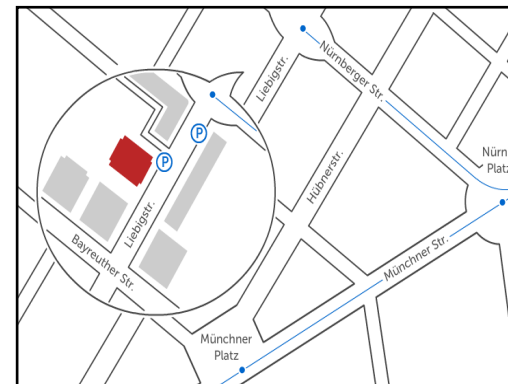 Liebigstr.
Nürnberger Str.
P
P
Hübnerstr.
Nürn
Platz
Liebigstr.
Bayreuther Str.
Münchner Str.
Münchner
Platz